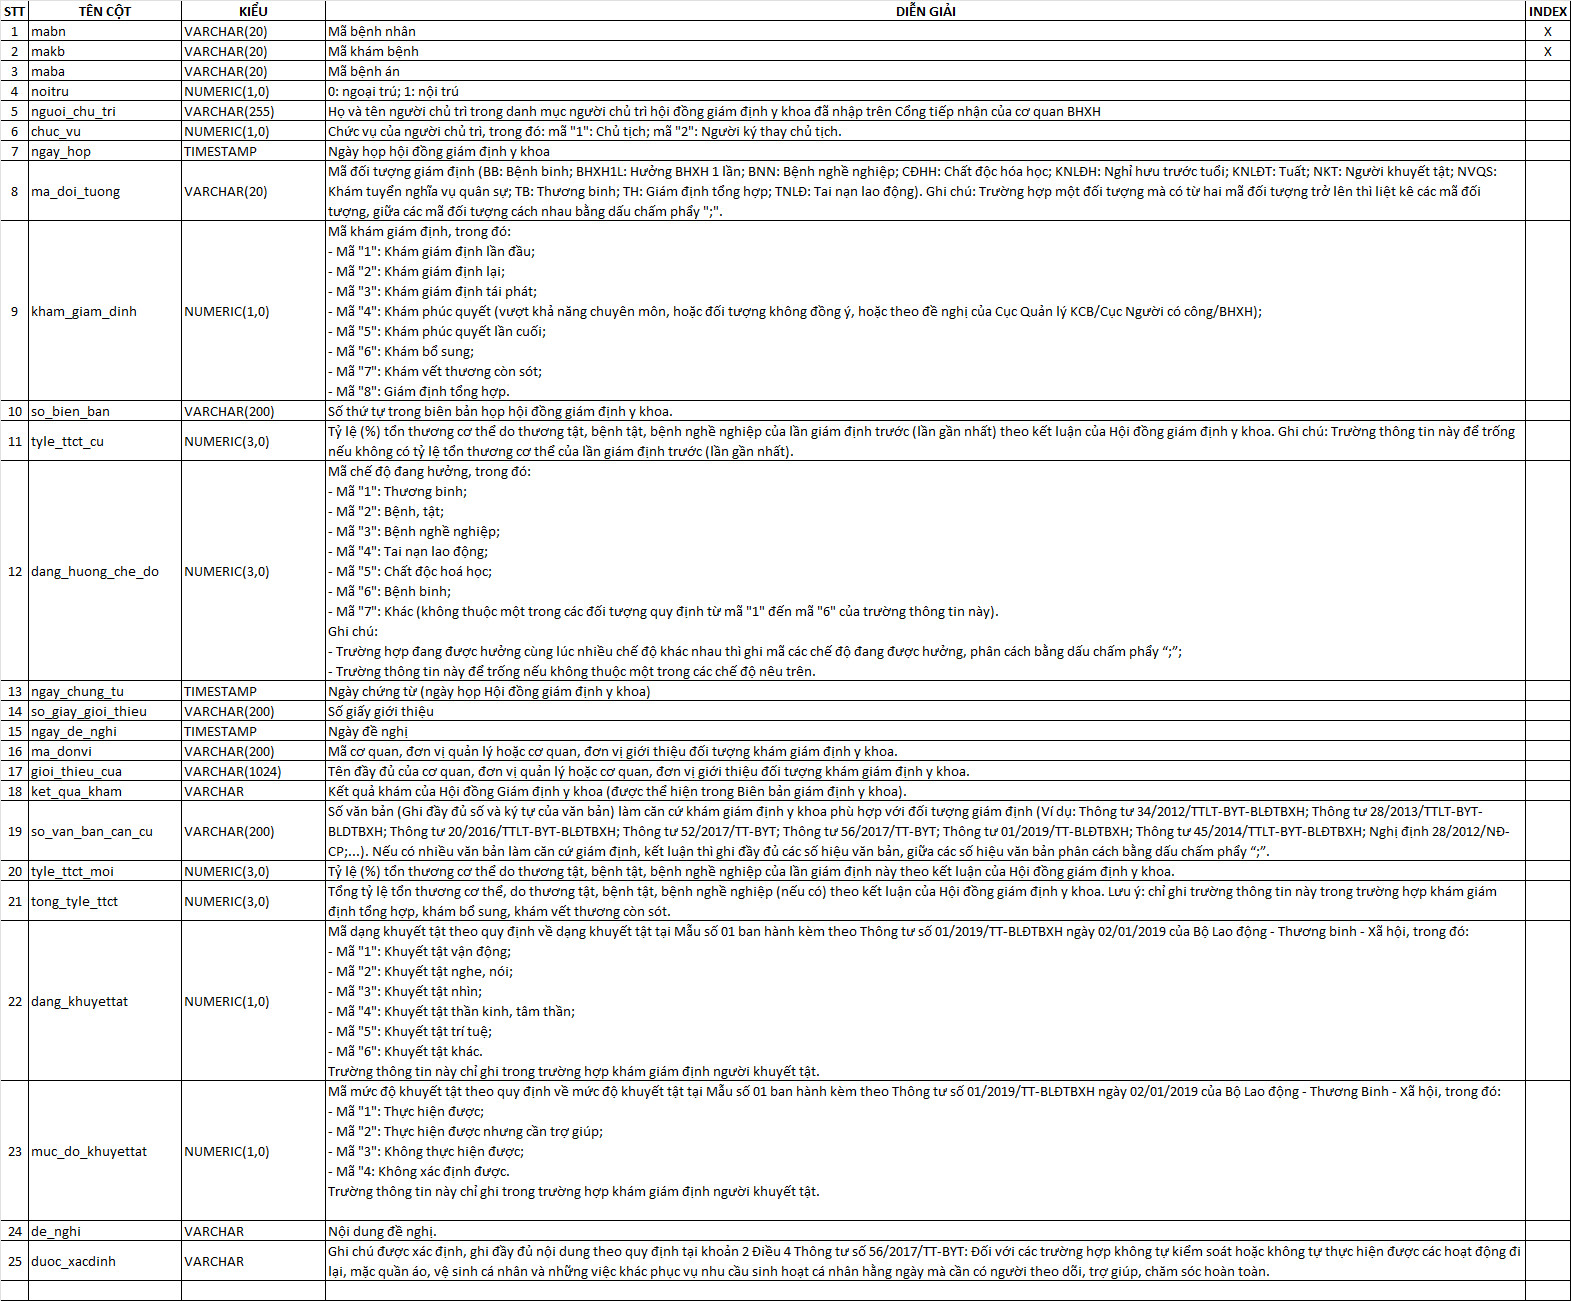 STT TÊN CỘT KIỂU DIỄN GIẢI INDEX
1 mabn VARCHAR(20) Mã bệnh nhân X
2 makb VARCHAR(20) Mã khám bệnh X
3 maba VARCHAR(20) Mã bệnh án
4 noitru NUMERIC(1,0) 0: ngoại trú; 1: nội trú
5 nguoi_chu_tri VARCHAR(255) Họ và tên người chủ trì trong danh mục người chủ trì hội đồng giám định y khoa đã nhập trên Cổng tiếp nhận của cơ quan BHXH
6 chuc_vu NUMERIC(1,0) Chức vụ của người chủ trì, trong đó: mã "1": Chủ tịch; mã "2": Người ký thay chủ tịch.
7 ngay_hop TIMESTAMP Ngày họp hội đồng giám định y khoa
8 ma_doi_tuong VARCHAR(20) Mã đối tượng giám định (BB: Bệnh binh; BHXH1L: Hưởng BHXH 1 lần; BNN: Bệnh nghề nghiệp; CĐHH: Chất độc hóa học; KNLĐH: Nghỉ hưu trước tuổi; KNLĐT: Tuất; NKT: Người khuyết tật; NVQS:
Khám tuyển nghĩa vụ quân sự; TB: Thương binh; TH: Giám định tổng hợp; TNLĐ: Tai nạn lao động). Ghi chú: Trường hợp một đối tượng mà có từ hai mã đối tượng trở lên thì liệt kê các mã đối
tượng, giữa các mã đối tượng cách nhau bằng dấu chấm phẩy ";".
9 kham_giam_dinh NUMERIC(1,0) Mã khám giám định, trong đó:
- Mã "1": Khám giám định lần đầu;
- Mã "2": Khám giám định lại;
- Mã "3": Khám giám định tái phát;
- Mã "4": Khám phúc quyết (vượt khả năng chuyên môn, hoặc đối tượng không đồng ý, hoặc theo đề nghị của Cục Quản lý KCB/Cục Người có công/BHXH);
- Mã "5": Khám phúc quyết lần cuối;
- Mã "6": Khám bổ sung;
- Mã "7": Khám vết thương còn sót;
- Mã "8": Giám định tổng hợp.
10 so_bien_ban VARCHAR(200) Số thứ tự trong biên bản họp hội đồng giám định y khoa.
11 tyle_ttct_cu NUMERIC(3,0) Tỷ lệ (%) tổn thương cơ thể do thương tật, bệnh tật, bệnh nghề nghiệp của lần giám định trước (lần gần nhất) theo kết luận của Hội đồng giám định y khoa. Ghi chú: Trường thông tin này để trống
nếu không có tỷ lệ tổn thương cơ thể của lần giám định trước (lần gần nhất).
12 dang_huong_che_do NUMERIC(3,0) Mã chế độ đang hưởng, trong đó:
- Mã "1": Thương binh;
- Mã "2": Bệnh, tật;
- Mã "3": Bệnh nghề nghiệp;
- Mã "4": Tai nạn lao động;
- Mã "5": Chất độc hoá học;
- Mã "6": Bệnh binh;
- Mã "7": Khác (không thuộc một trong các đối tượng quy định từ mã "1" đến mã "6" của trường thông tin này).
Ghi chú:
- Trường hợp đang được hưởng cùng lúc nhiều chế độ khác nhau thì ghi mã các chế độ đang được hưởng, phân cách bằng dấu chấm phẩy “;”;
- Trường thông tin này để trống nếu không thuộc một trong các chế độ nêu trên.
13 ngay_chung_tu TIMESTAMP Ngày chứng từ (ngày họp Hội đồng giám định y khoa)
14 so_giay_gioi_thieu VARCHAR(200) Số giấy giới thiệu
15 ngay_de_nghi TIMESTAMP Ngày đề nghị
16 ma_donvi VARCHAR(200) Mã cơ quan, đơn vị quản lý hoặc cơ quan, đơn vị giới thiệu đối tượng khám giám định y khoa.
17 gioi_thieu_cua VARCHAR(1024) Tên đầy đủ của cơ quan, đơn vị quản lý hoặc cơ quan, đơn vị giới thiệu đối tượng khám giám định y khoa.
18 ket_qua_kham VARCHAR Kết quả khám của Hội đồng Giám định y khoa (được thể hiện trong Biên bản giám định y khoa).
19 so_van_ban_can_cu VARCHAR(200) Số văn bản (Ghi đầy đủ số và ký tự của văn bản) làm căn cứ khám giám định y khoa phù hợp với đối tượng giám định (Ví dụ: Thông tư 34/2012/TTLT-BYT-BLĐTBXH; Thông tư 28/2013/TTLT-BYT-
BLDTBXH; Thông tư 20/2016/TTLT-BYT-BLĐTBXH; Thông tư 52/2017/TT-BYT; Thông tư 56/2017/TT-BYT; Thông tư 01/2019/TT-BLĐTBXH; Thông tư 45/2014/TTLT-BYT-BLĐTBXH; Nghị định 28/2012/NĐ-
CP;...). Nếu có nhiều văn bản làm căn cứ giám định, kết luận thì ghi đầy đủ các số hiệu văn bản, giữa các số hiệu văn bản phân cách bằng dấu chấm phẩy “;”.
20 tyle_ttct_moi NUMERIC(3,0) Tỷ lệ (%) tổn thương cơ thể do thương tật, bệnh tật, bệnh nghề nghiệp của lần giám định này theo kết luận của Hội đồng giám định y khoa.
21 tong_tyle_ttct NUMERIC(3,0) Tổng tỷ lệ tổn thương cơ thể, do thương tật, bệnh tật, bệnh nghề nghiệp (nếu có) theo kết luận của Hội đồng giám định y khoa. Lưu ý: chỉ ghi trường thông tin này trong trường hợp khám giám
định tổng hợp, khám bổ sung, khám vết thương còn sót.
22 dang_khuyettat NUMERIC(1,0) Mã dạng khuyết tật theo quy định về dạng khuyết tật tại Mẫu số 01 ban hành kèm theo Thông tư số 01/2019/TT-BLĐTBXH ngày 02/01/2019 của Bộ Lao động - Thương binh - Xã hội, trong đó:
- Mã "1": Khuyết tật vận động;
- Mã "2": Khuyết tật nghe, nói;
- Mã "3": Khuyết tật nhìn;
- Mã "4": Khuyết tật thần kinh, tâm thần;
- Mã "5": Khuyết tật trí tuệ;
- Mã "6": Khuyết tật khác.
Trường thông tin này chỉ ghi trong trường hợp khám giám định người khuyết tật.
23 muc_do_khuyettat NUMERIC(1,0) Mã mức độ khuyết tật theo quy định về mức độ khuyết tật tại Mẫu số 01 ban hành kèm theo Thông tư số 01/2019/TT-BLĐTBXH ngày 02/01/2019 của Bộ Lao động - Thương Binh - Xã hội, trong đó:
- Mã "1": Thực hiện được;
- Mã "2": Thực hiện được nhưng cần trợ giúp;
- Mã "3": Không thực hiện được;
- Mã "4: Không xác định được.
Trường thông tin này chỉ ghi trong trường hợp khám giám định người khuyết tật.
24 de_nghi VARCHAR Nội dung đề nghị.
25 duoc_xacdinh VARCHAR Ghi chú được xác định, ghi đầy đủ nội dung theo quy định tại khoản 2 Điều 4 Thông tư số 56/2017/TT-BYT: Đối với các trường hợp không tự kiểm soát hoặc không tự thực hiện được các hoạt động đi
lại, mặc quần áo, vệ sinh cá nhân và những việc khác phục vụ nhu cầu sinh hoạt cá nhân hằng ngày mà cần có người theo dõi, trợ giúp, chăm sóc hoàn toàn.